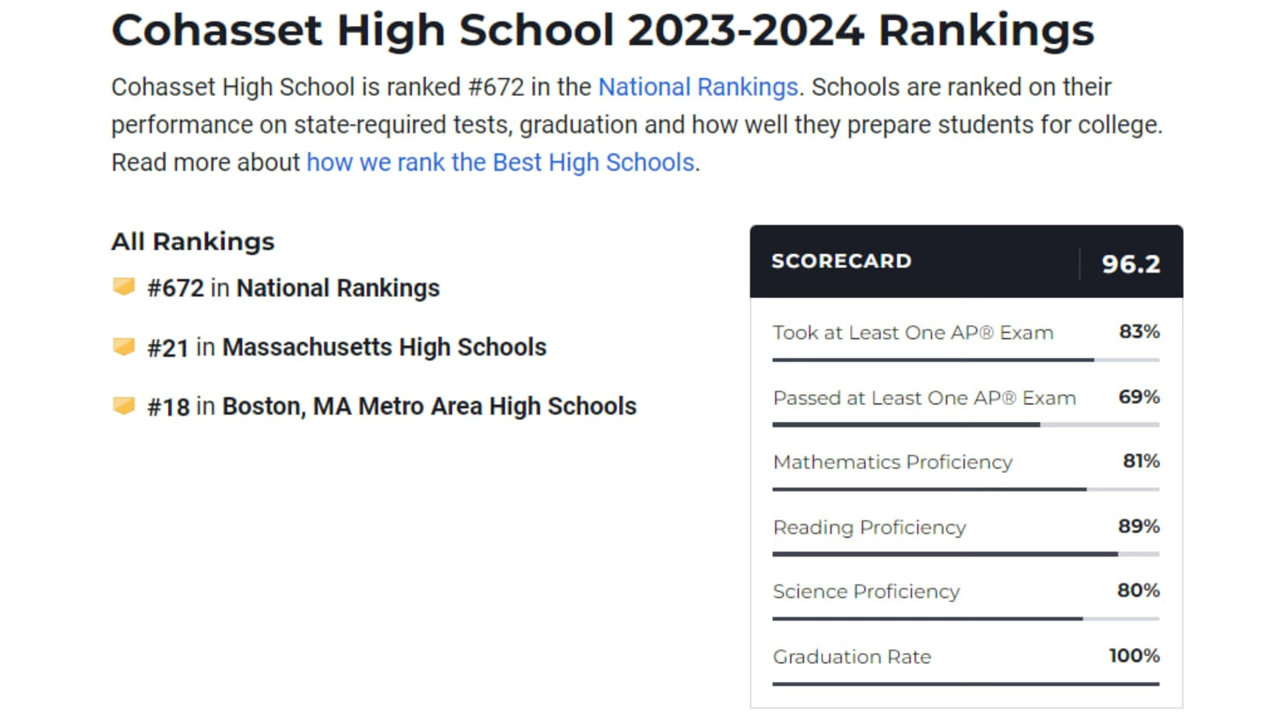 Cohasset High School 2023-2024 Rankings
Cohasset High School is ranked #672 in the National Rankings. Schools are ranked on their
performance on state-required tests, graduation and how well they prepare students for college.
Read more about how we rank the Best High Schools.
All Rankings
#672 in National Rankings
#21 in Massachusetts High Schools
#18 in Boston, MA Metro Area High Schools
SCORECARD 96.2
Took at Least One AP® Exam 83%
Passed at Least One AP® Exam 69%
Mathematics Proficiency 81%
Reading Proficiency 89%
Science Proficiency 80%
Graduation Rate 100%